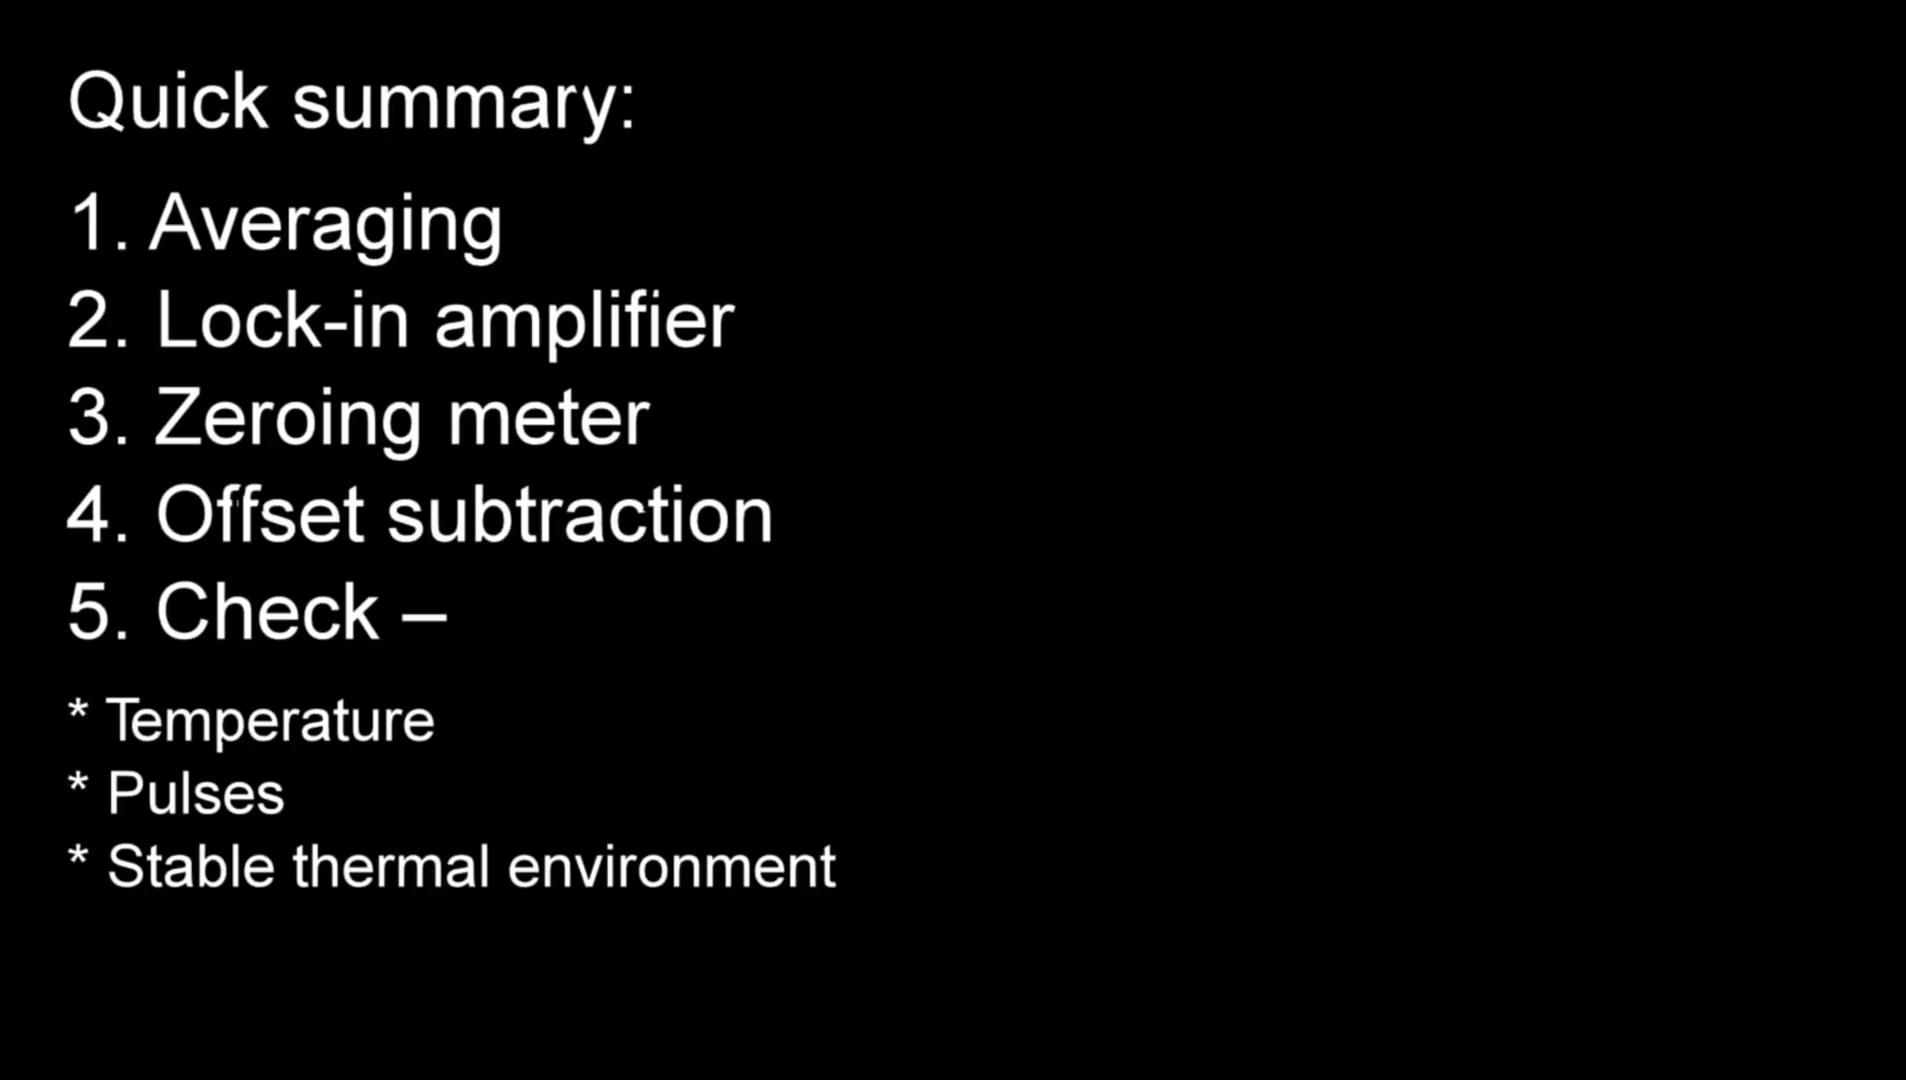 Quick summary:
1. Averaging
2. Lock-in amplifier
3. Zeroing meter
4. Offset subtraction
5. Check –
* Temperature
* Pulses
* Stable thermal environment